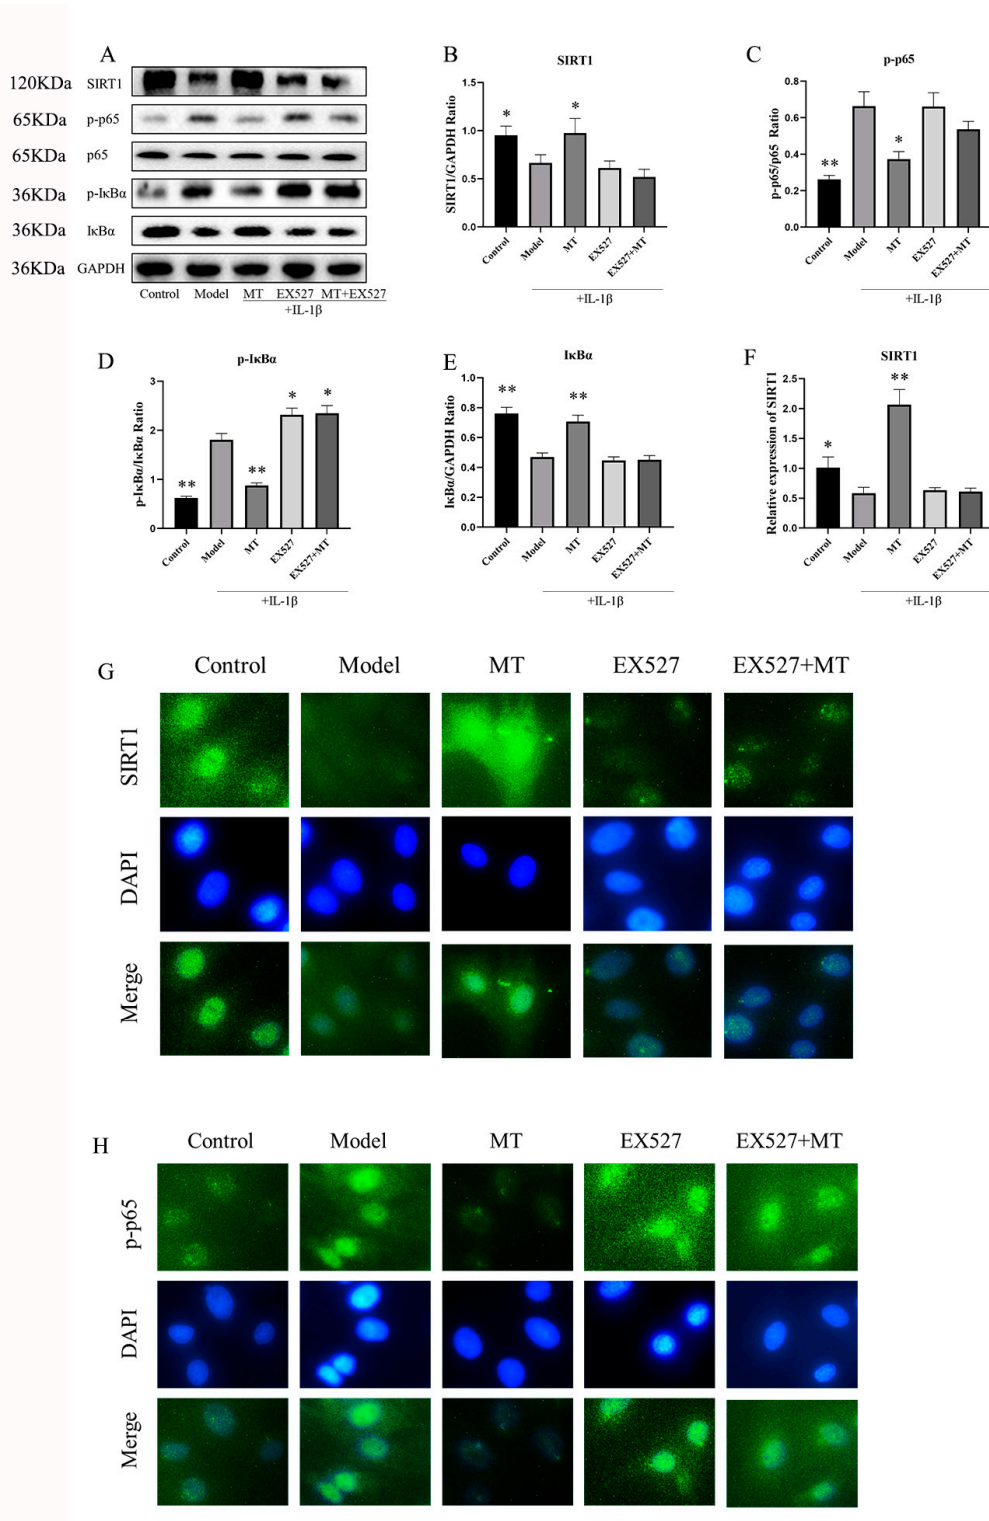 A
120KDa SIRT1
65KDa p-p65
65KDa p65
36KDa p-IκBα
36KDa IκBα
36KDa GAPDH
Control Model MT EX527 MT+EX527
+IL-1β
B
SIRT1
SIRT1/GAPDH Ratio
1.5
1.0
0.5
0.0
* *
Control Model MT EX527 EX527+MT
+IL-1β
C
p-p65
p-p65/p65 Ratio
0.8
0.6
0.4
0.2
0.0
** *
Control Model MT EX527 EX527+MT
+IL-1β
D
p-IκBα
p-IκBα/IκBα Ratio
3
2
1
0
** ** * *
Control Model MT EX527 EX527+MT
+IL-1β
E
IκBα
IκBα/GAPDH Ratio
1.0
0.8
0.6
0.4
0.2
0.0
** **
Control Model MT EX527 EX527+MT
+IL-1β
F
SIRT1
Relative expression of SIRT1
2.5
2.0
1.5
1.0
0.5
0.0
* **
Control Model MT EX527 EX527+MT
+IL-1β
G
Control Model MT EX527 EX527+MT
SIRT1
DAPI
Merge
H
Control Model MT EX527 EX527+MT
p-p65
DAPI
Merge